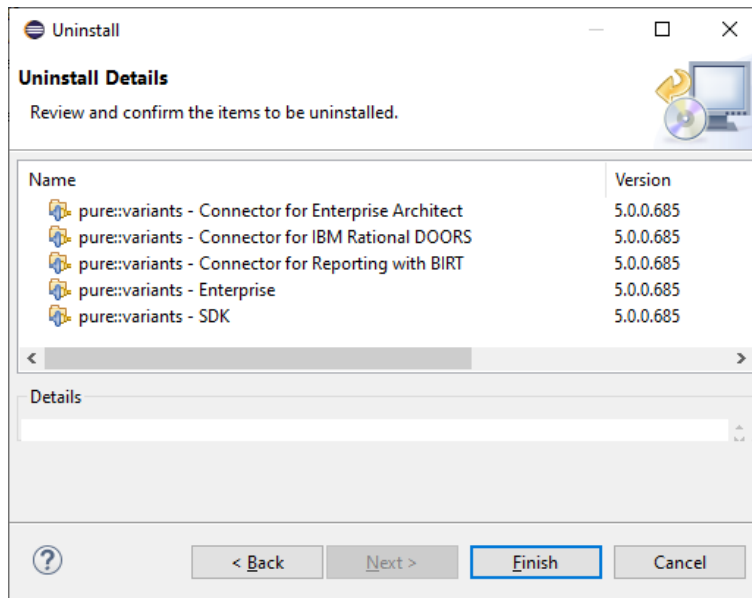 Uninstall
Uninstall Details
Review and confirm the items to be uninstalled.
Name Version
pure::variants - Connector for Enterprise Architect 5.0.0.685
pure::variants - Connector for IBM Rational DOORS 5.0.0.685
pure::variants - Connector for Reporting with BIRT 5.0.0.685
pure::variants - Enterprise 5.0.0.685
pure::variants - SDK 5.0.0.685
Details
< Back Next > Finish Cancel